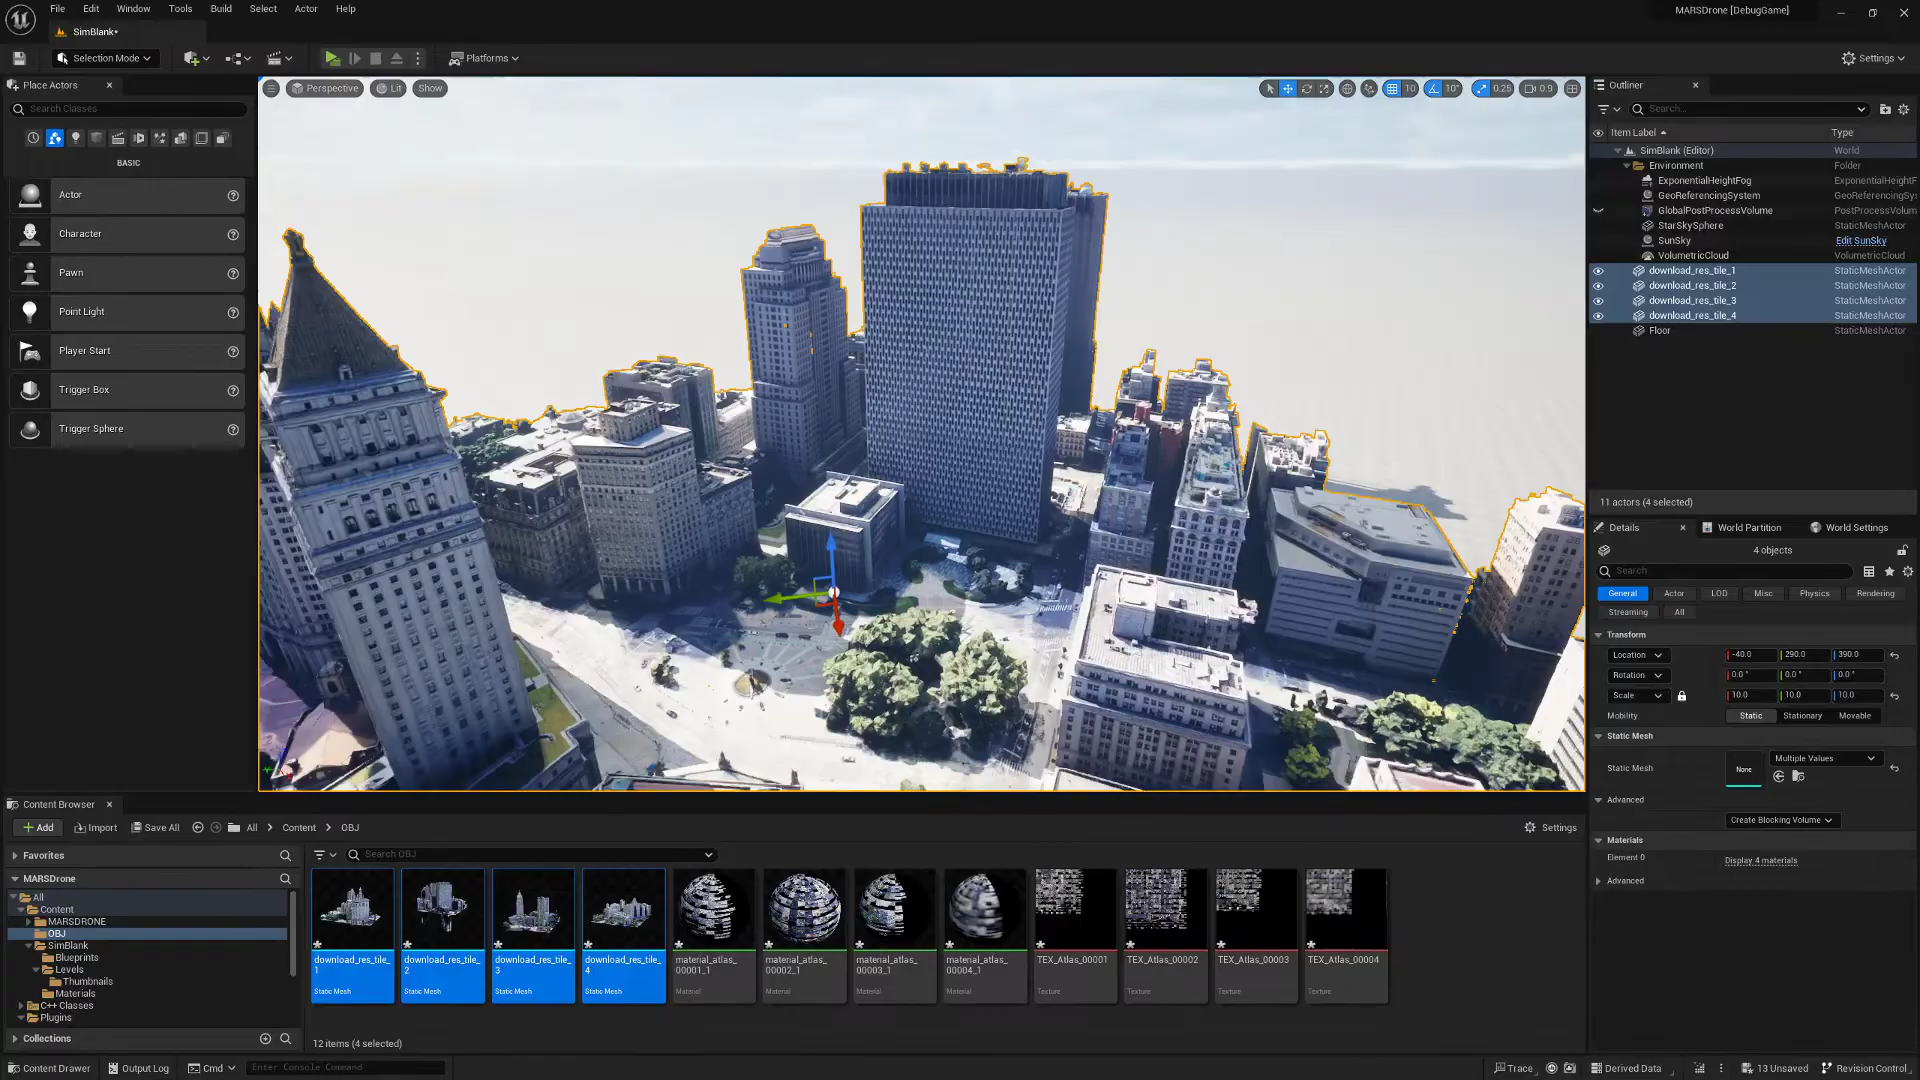 File Edit Window Tools Build Select Actor Help
MARSDrone [DebugGame]
SimBlank*
Selection Mode
Platforms
Settings
Place Actors
Search Classes
BASIC
Actor
Character
Pawn
Point Light
Player Start
Trigger Box
Trigger Sphere
Perspective Lit Show
10 10° 0.25 0.9
Outliner
Search...
Item Label Type
SimBlank (Editor) World
Environment Folder
ExponentialHeightFog ExponentialHeightF
GeoReferencingSystem GeoReferencingSy
GlobalPostProcessVolume PostProcessVolum
StarSkySphere StaticMeshActor
SunSky Edit SunSky
VolumetricCloud VolumetricCloud
download_res_tile_1 StaticMeshActor
download_res_tile_2 StaticMeshActor
download_res_tile_3 StaticMeshActor
download_res_tile_4 StaticMeshActor
Floor StaticMeshActor
11 actors (4 selected)
Details World Partition World Settings
4 objects
Search
General Actor LOD Misc Physics Rendering
Streaming All
Transform
Location -40.0 290.0 390.0
Rotation 0.0 ° 0.0 ° 0.0 °
Scale 10.0 10.0 10.0
Mobility Static Stationary Movable
Static Mesh
Static Mesh None Multiple Values
Advanced
Create Blocking Volume
Materials
Element 0 Display 4 materials
Advanced
Content Browser
Add Import Save All All Content OBJ Settings
Favorites
MARSDrone
All
Content
MARSDRONE
OBJ
SimBlank
Blueprints
Levels
Thumbnails
Materials
C++ Classes
Plugins
Collections
Search OBJ
download_res_tile_1 Static Mesh
download_res_tile_2 Static Mesh
download_res_tile_3 Static Mesh
download_res_tile_4 Static Mesh
material_atlas_00001_1 Material
material_atlas_00002_1 Material
material_atlas_00003_1 Material
material_atlas_00004_1 Material
TEX_Atlas_00001 Texture
TEX_Atlas_00002 Texture
TEX_Atlas_00003 Texture
TEX_Atlas_00004 Texture
12 items (4 selected)
Content Drawer Output Log Cmd Enter Console Command
Trace Derived Data 13 Unsaved Revision Control